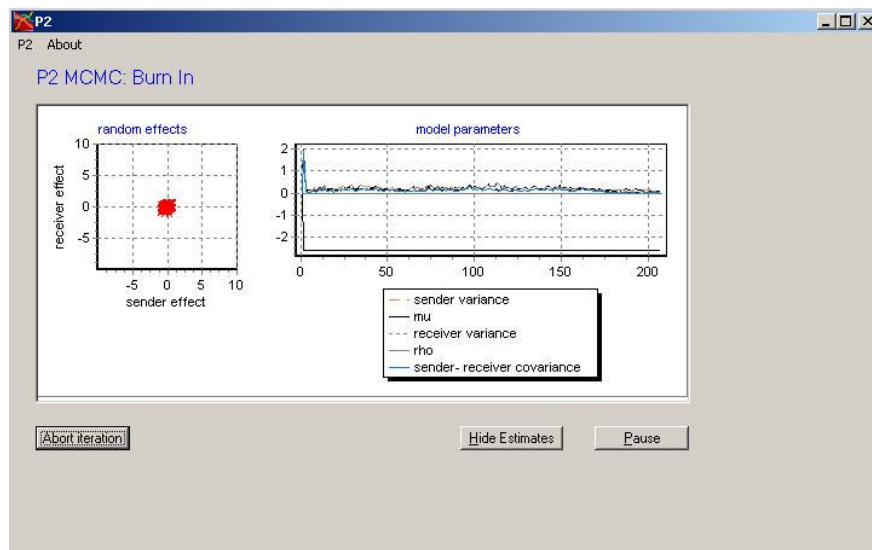 P2
P2 About
P2 MCMC: Burn In
random effects
10
5
0
-5
-5 0 5 10
receiver effect
sender effect
model parameters
2
1
0
-1
-2
0 50 100 150 200
sender variance
mu
receiver variance
rho
sender- receiver covariance
Abort iteration
Hide Estimates
Pause